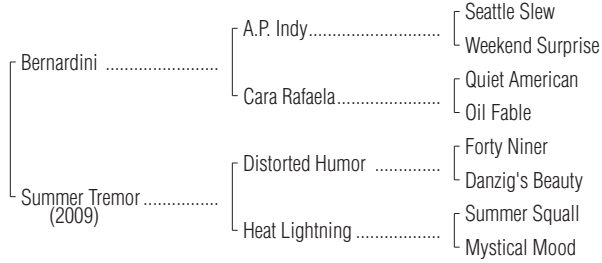 Seattle Slew
A.P. Indy
Weekend Surprise
Bernardini
Quiet American
Cara Rafaela
Oil Fable
Forty Niner
Distorted Humor
Danzig's Beauty
Summer Tremor
(2009)
Summer Squall
Heat Lightning
Mystical Mood